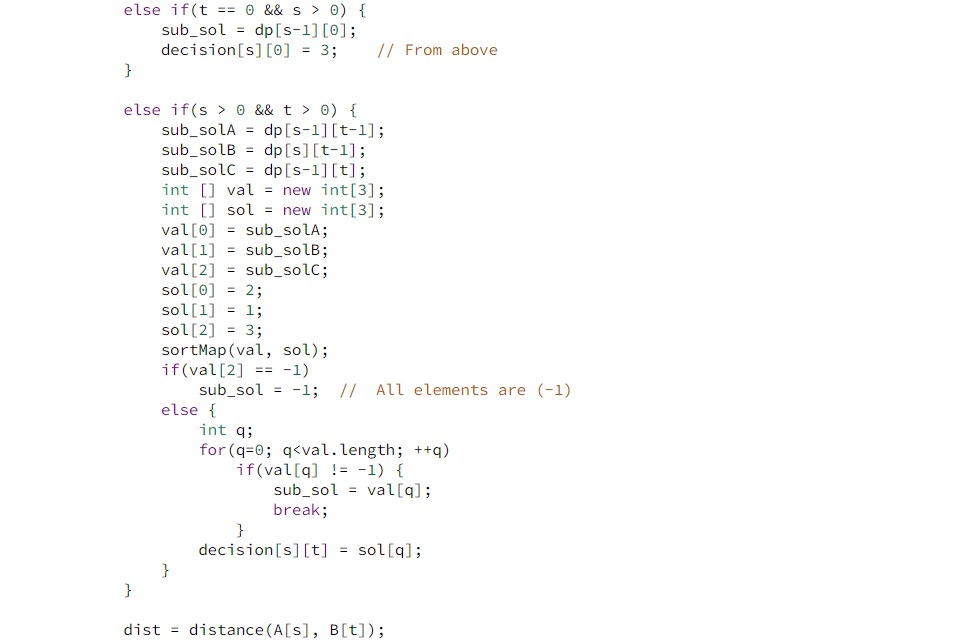 else if(t == 0 && s > 0) {
sub_sol = dp[s-1][0];
decision[s][0] = 3;    // From above
}
else if(s > 0 && t > 0) {
sub_solA = dp[s-1][t-1];
sub_solB = dp[s][t-1];
sub_solC = dp[s-1][t];
int [] val = new int[3];
int [] sol = new int[3];
val[0] = sub_solA;
val[1] = sub_solB;
val[2] = sub_solC;
sol[0] = 2;
sol[1] = 1;
sol[2] = 3;
sortMap(val, sol);
if(val[2] == -1)
sub_sol = -1;  //  All elements are (-1)
else {
int q;
for(q=0; q<val.length; ++q)
if(val[q] != -1) {
sub_sol = val[q];
break;
}
decision[s][t] = sol[q];
}
}
dist = distance(A[s], B[t]);